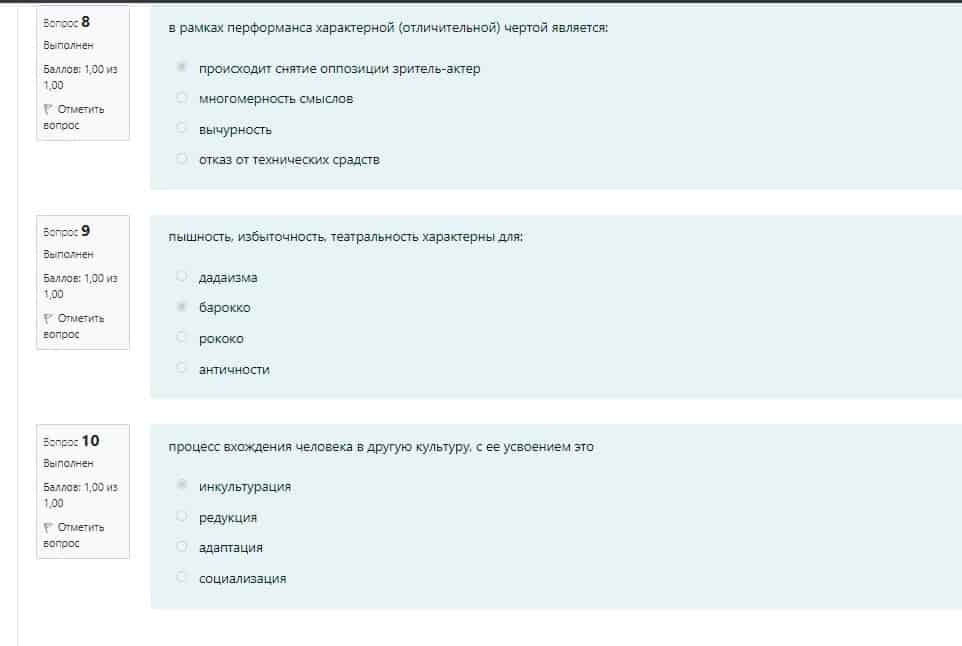 Вопрос 8
Выполнен
Баллов: 1,00 из
1,00
Отметить
вопрос
в рамках перформанса характерной (отличительной) чертой является:
происходит снятие оппозиции зритель-актер
многомерность смыслов
вычурность
отказ от технических срадств
Вопрос 9
Выполнен
Баллов: 1,00 из
1,00
Отметить
вопрос
пышность, избыточность, театральность характерны для:
дадаизма
барокко
рококо
античности
Вопрос 10
Выполнен
Баллов: 1,00 из
1,00
Отметить
вопрос
процесс вхождения человека в другую культуру, с ее усвоением это
инкультурация
редукция
адаптация
социализация